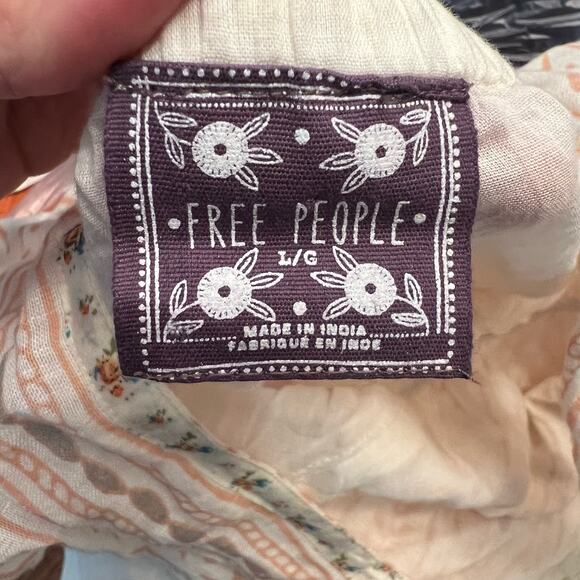 FREE PEOPLE
L/G
MADE IN INDIA
FABRIQUÉ EN INDE